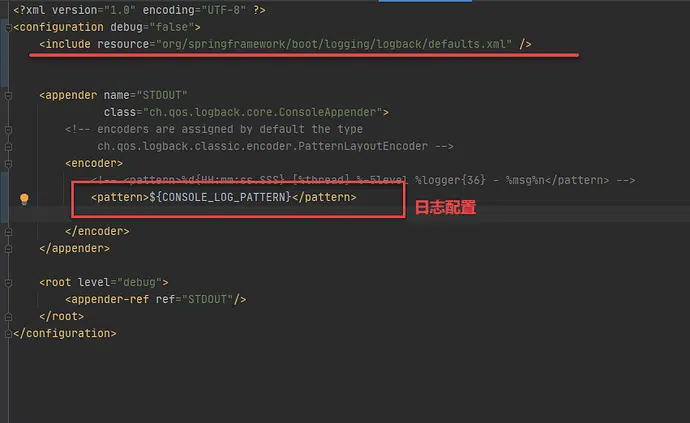 <?xml version="1.0" encoding="UTF-8" ?>
<configuration debug="false">
<include resource="org/springframework/boot/logging/logback/defaults.xml" />
<appender name="STDOUT"
class="ch.qos.logback.core.ConsoleAppender">
<!-- encoders are assigned by default the type
ch.qos.logback.classic.encoder.PatternLayoutEncoder -->
<encoder>
<!-- <pattern>%d{HH:mm:ss.SSS} [%thread] %-5level %logger{36} - %msg%n</pattern> -->
<pattern>${CONSOLE_LOG_PATTERN}</pattern>
日志配置
</encoder>
</appender>
<root level="debug">
<appender-ref ref="STDOUT"/>
</root>
</configuration>